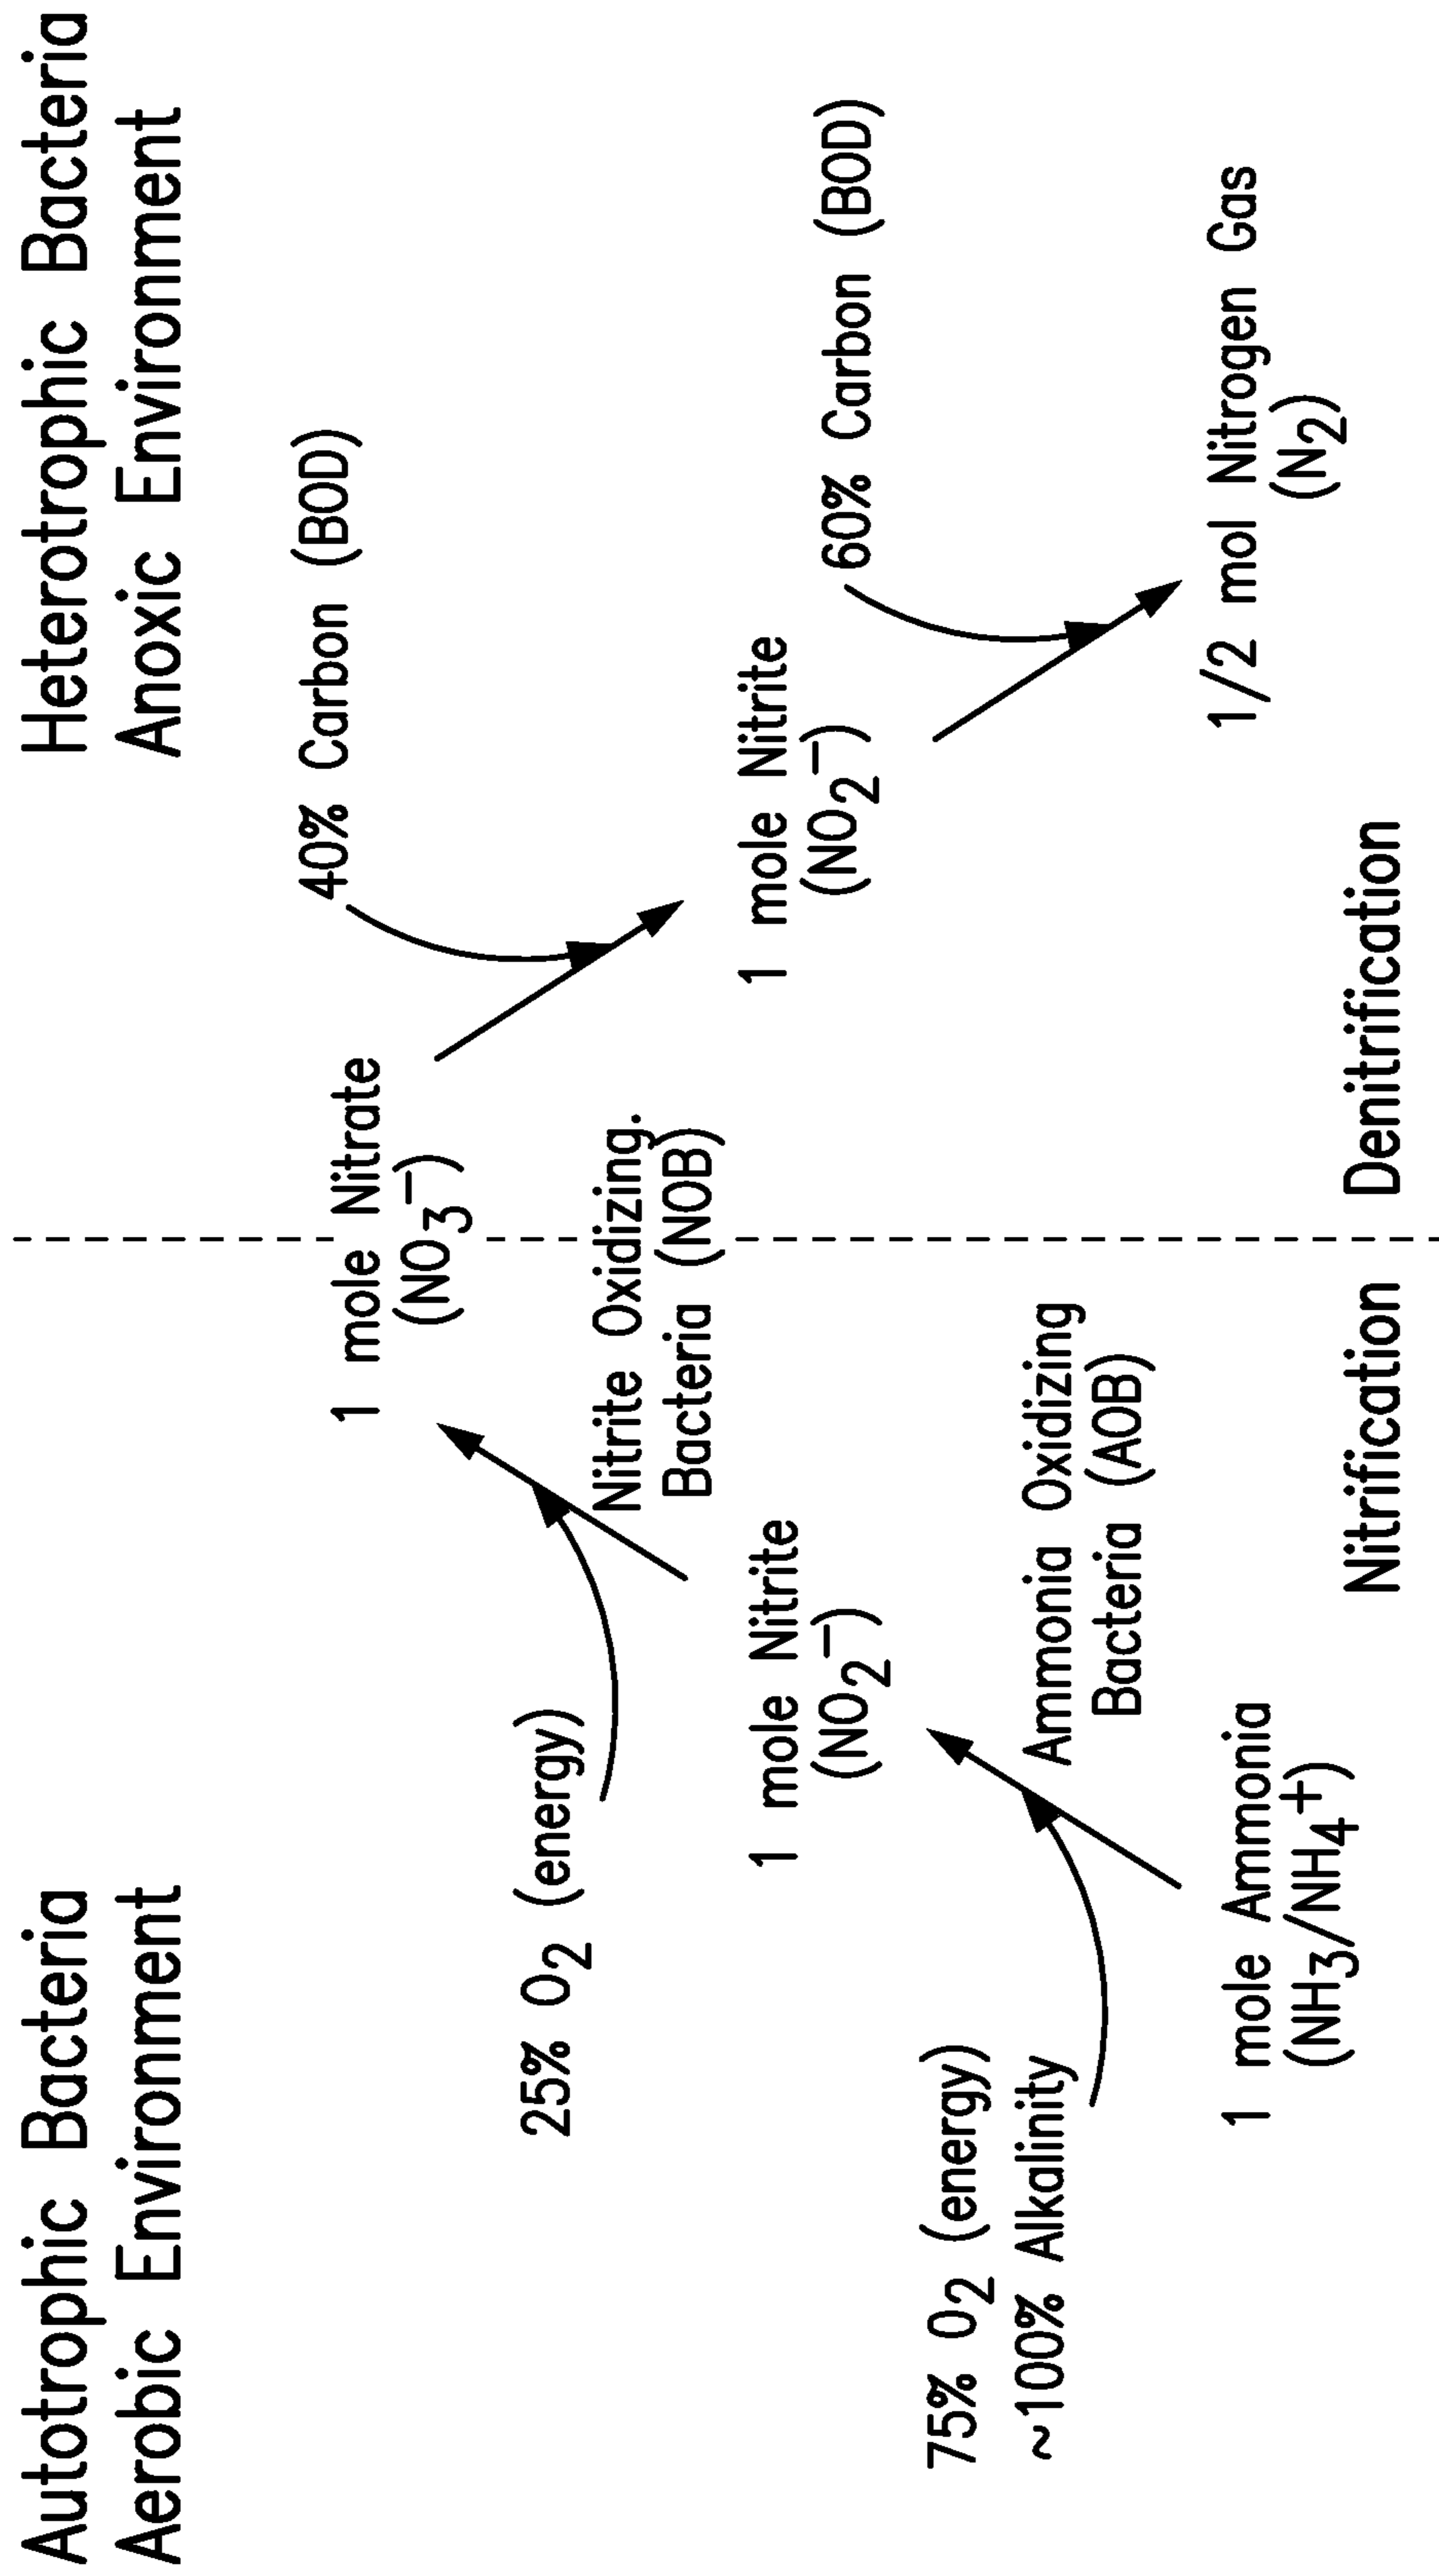 Autotrophic Bacteria
Aerobic Environment
Heterotrophic Bacteria
Anoxic Environment
40% Carbon (BOD)
1 mole Nitrate
(NO3−)
25% O2 (energy)
Nitrite Oxidizing.
Bacteria (NOB)
1 mole Nitrite
(NO2−)
1 mole Nitrite
(NO2−)
60% Carbon (BOD)
75% O2 (energy)
~100% Alkalinity
Ammonia Oxidizing
Bacteria (AOB)
1 mole Ammonia
(NH3/NH4+)
1/2 mol Nitrogen Gas
(N2)
Nitrification
Denitrification